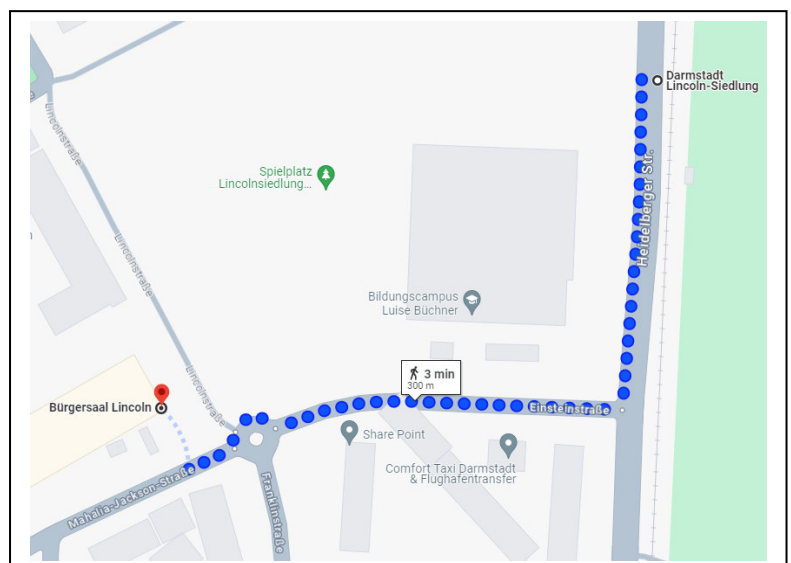 Darmstadt
Lincoln-Siedlung
Lincolnstraße
Spielplatz
Lincolnsiedlung...
Heidelberger Str.
Lincolnstraße
Bildungscampus
Luise Büchner
3 min
300 m
Lincolnstraße
Bürgersaal Lincoln
Einsteinstraße
Share Point
Comfort Taxi Darmstadt
& Flughafentransfer
Mahalia-Jackson-Straße
Franklinstraße